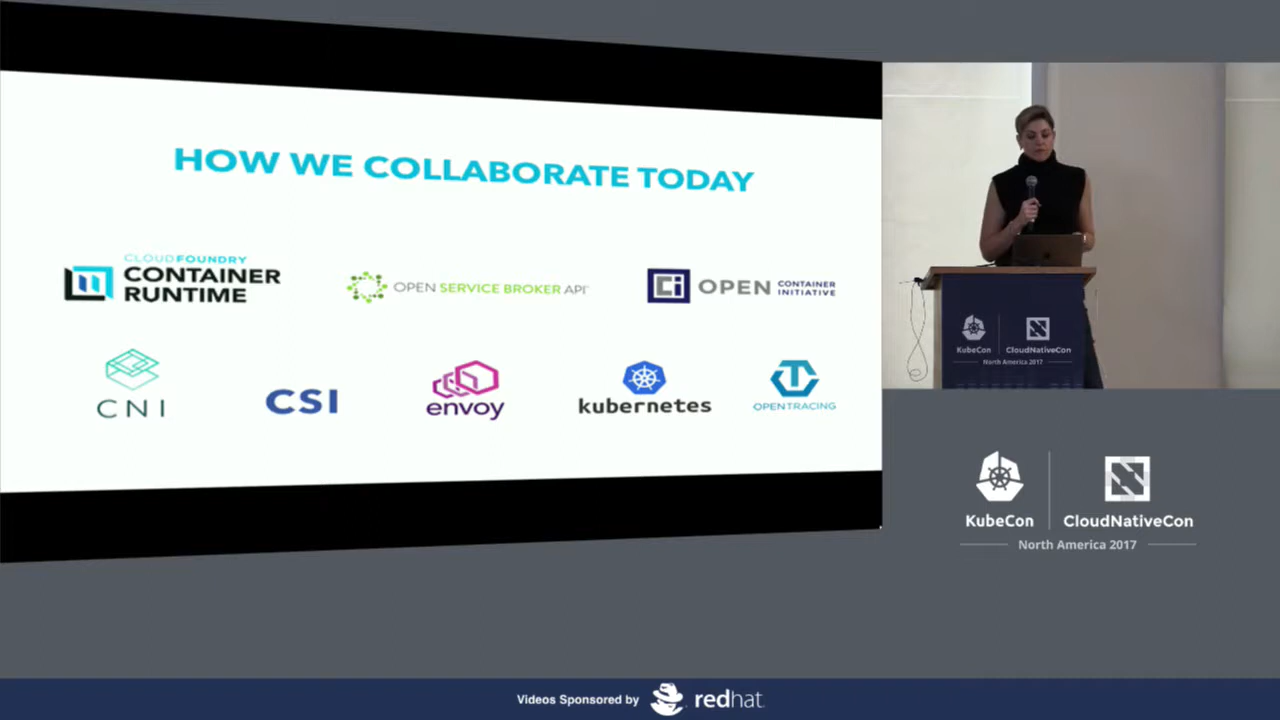 HOW WE COLLABORATE TODAY
CLOUDFOUNDRY
CONTAINER
RUNTIME
OPEN SERVICE BROKER API
Ci OPEN CONTAINER
INITIATIVE
CNI
CSI
envoy
kubernetes
OPENTRACING
KubeCon
CloudNativeCon
North America 2017
KubeCon
CloudNativeCon
North America 2017
Videos Sponsored by redhat.